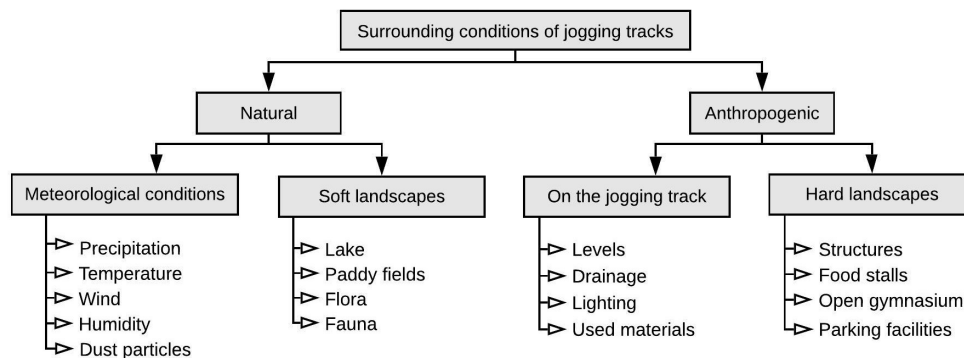 Surrounding conditions of jogging tracks
Natural
Anthropogenic
Meteorological conditions
Soft landscapes
On the jogging track
Hard landscapes
Precipitation
Temperature
Wind
Humidity
Dust particles
Lake
Paddy fields
Flora
Fauna
Levels
Drainage
Lighting
Used materials
Structures
Food stalls
Open gymnasium
Parking facilities